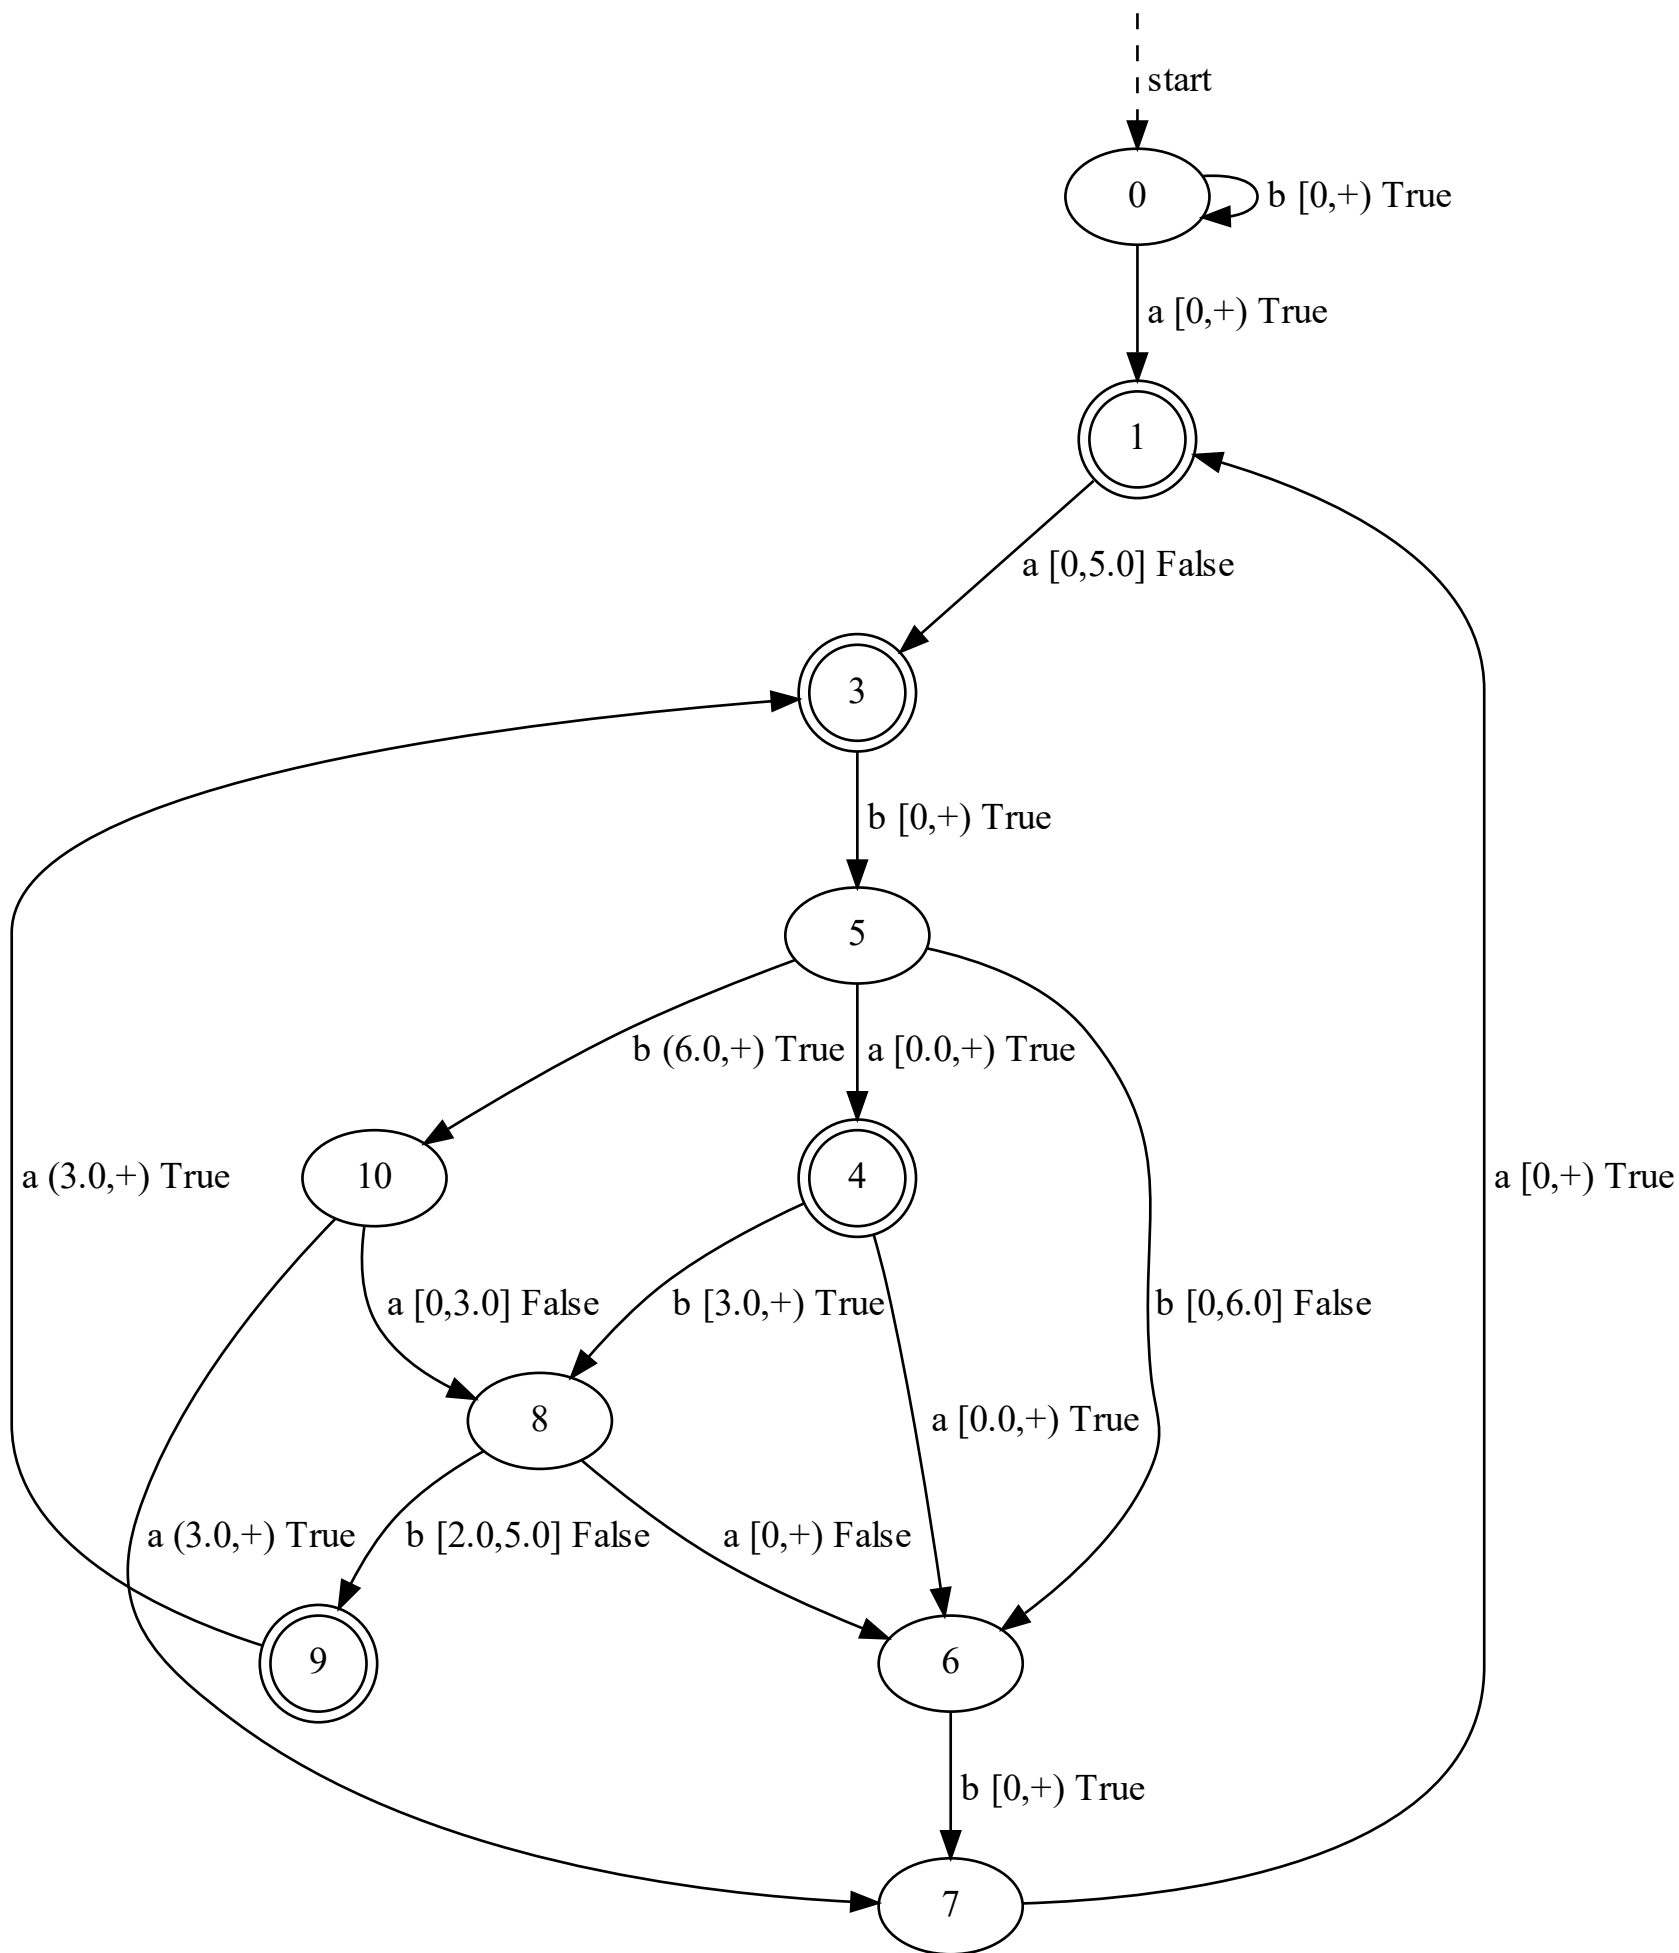 start
0
b [0,+) True
a [0,+) True
1
a [0,5.0] False
3
b [0,+) True
5
b (6.0,+) True
a [0.0,+) True
a (3.0,+) True
10
4
a [0,+) True
a [0,3.0] False
b [3.0,+) True
b [0,6.0] False
8
a [0.0,+) True
a (3.0,+) True
b [2.0,5.0] False
a [0,+) False
9
6
b [0,+) True
7